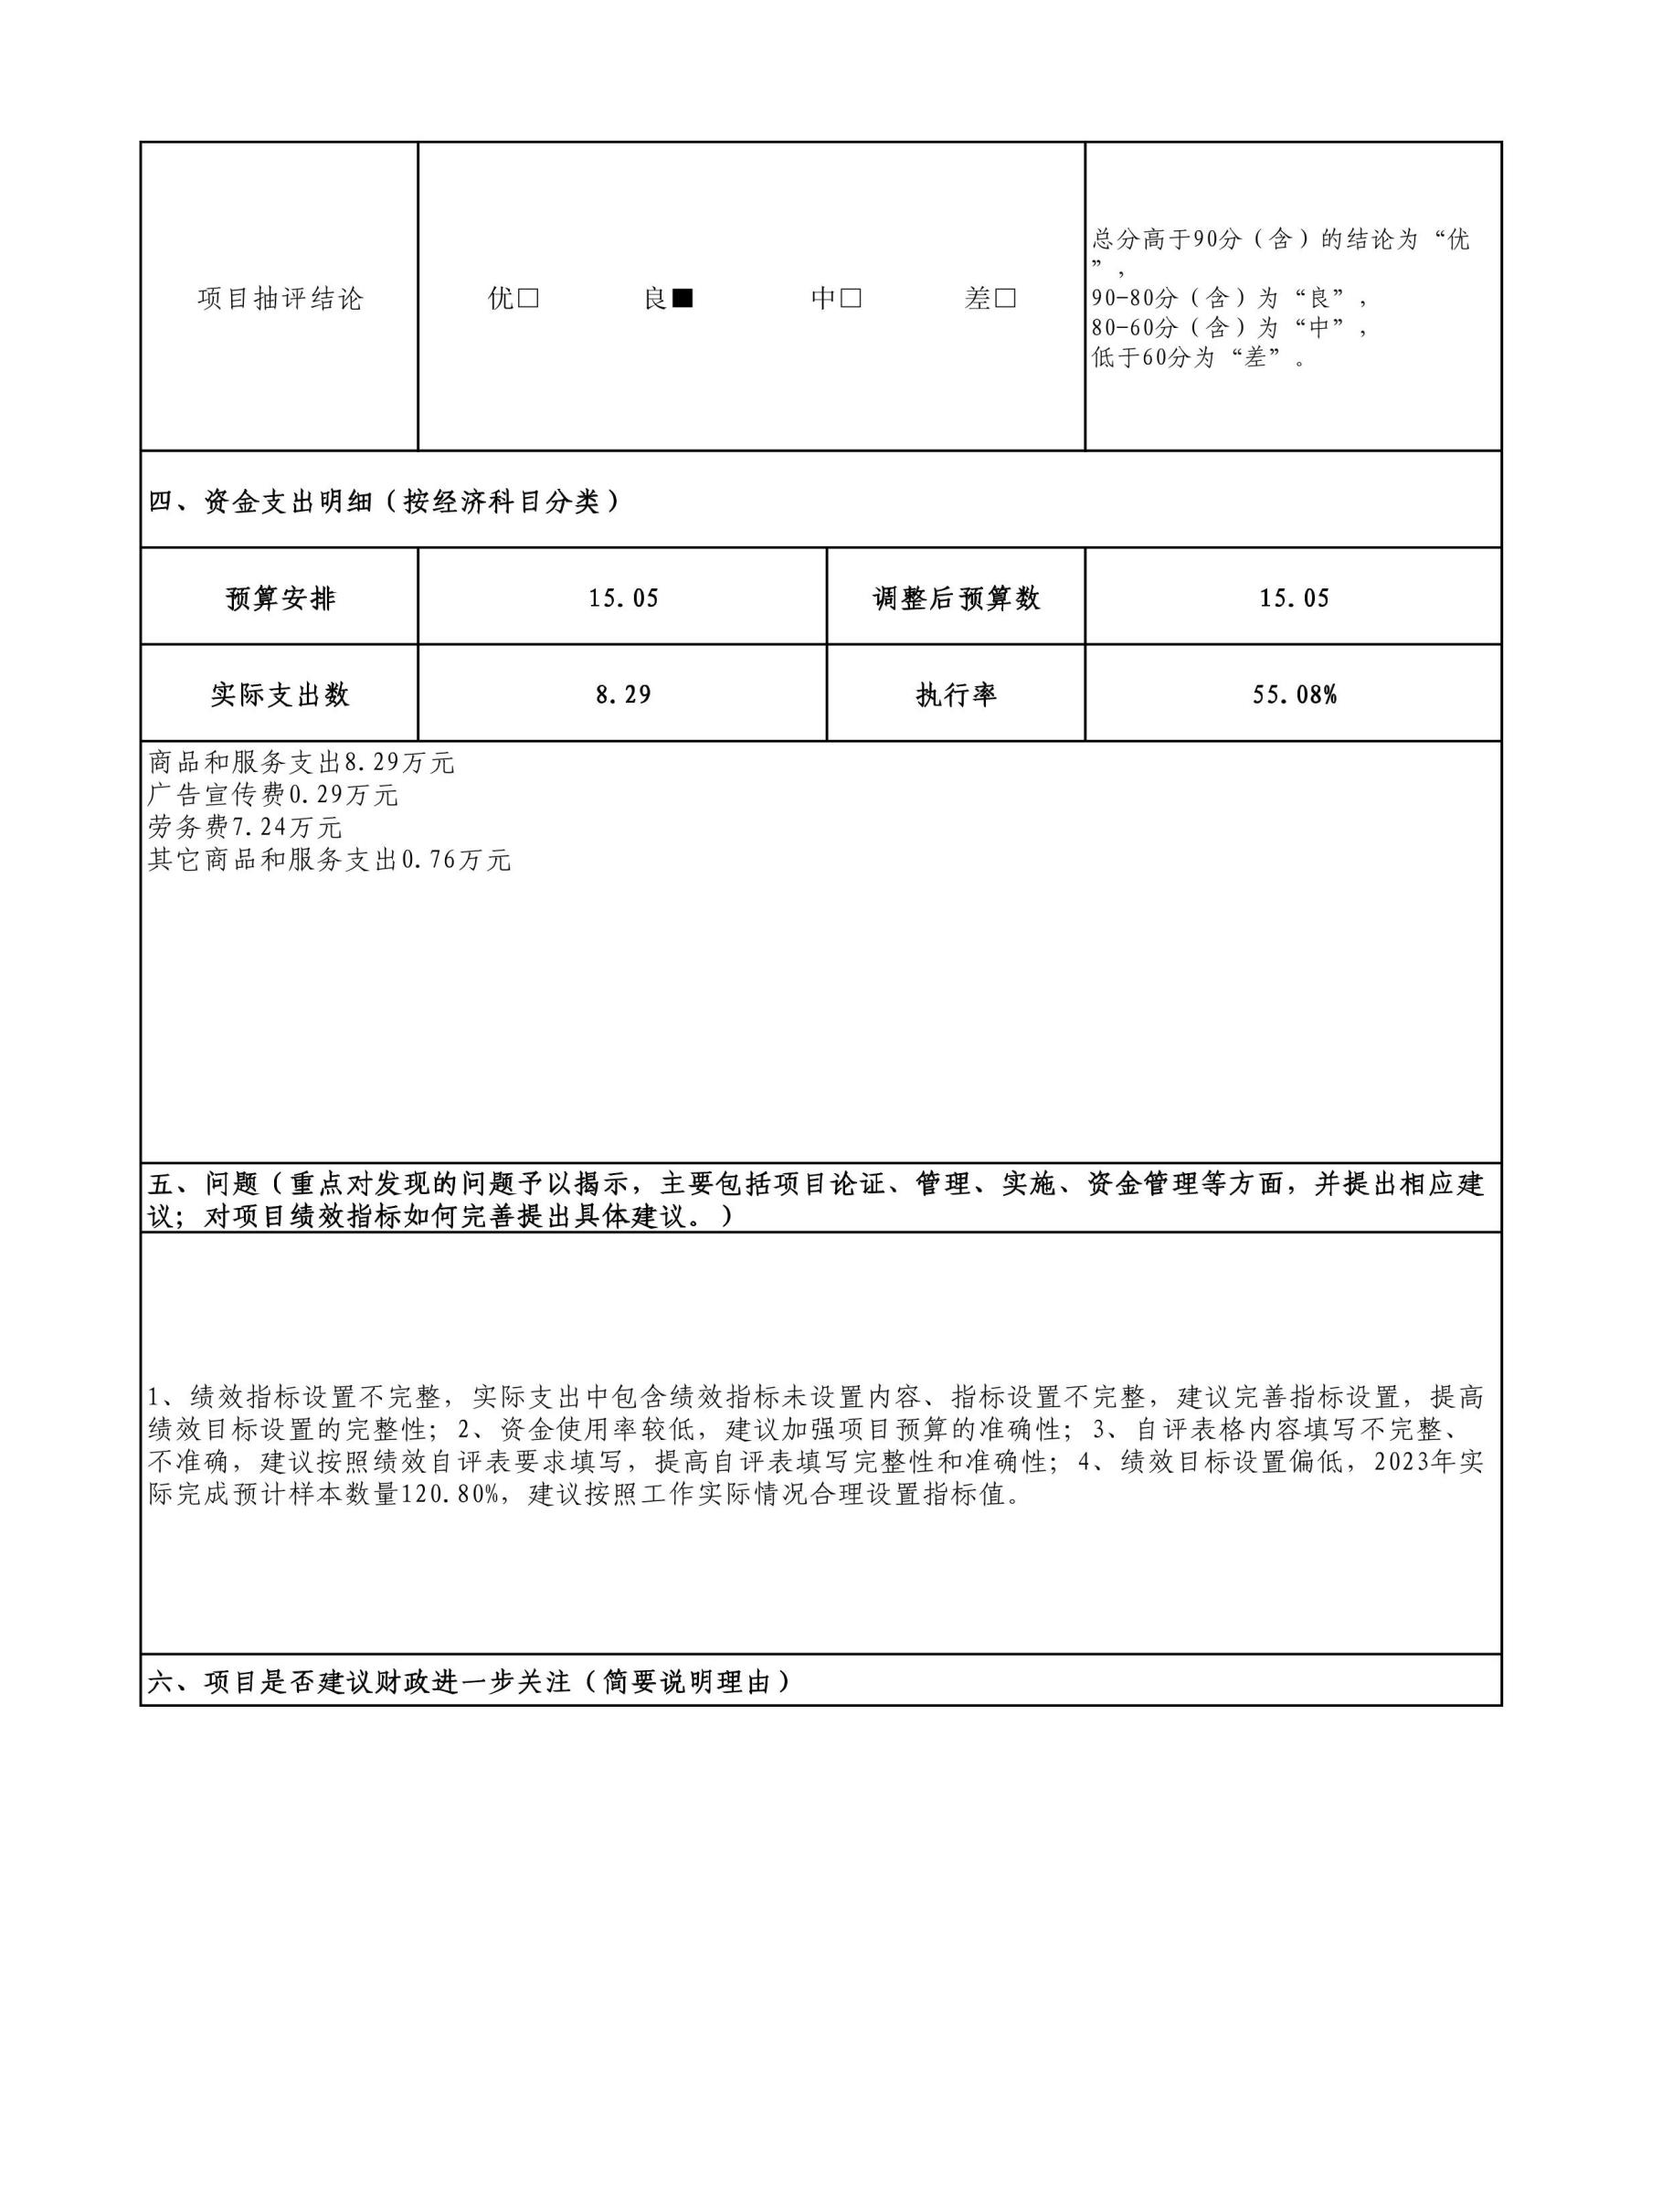 项目抽评结论
优□ 良■ 中□ 差□
总分高于90分（含）的结论为“优
”，
90-80分（含）为“良”，
80-60分（含）为“中”，
低于60分为“差”。
四、资金支出明细（按经济科目分类）
预算安排 15.05 调整后预算数 15.05
实际支出数 8.29 执行率 55.08%
商品和服务支出8.29万元
广告宣传费0.29万元
劳务费7.24万元
其它商品和服务支出0.76万元
五、问题（重点对发现的问题予以揭示，主要包括项目论证、管理、实施、资金管理等方面，并提出相应建
议；对项目绩效指标如何完善提出具体建议。）
1、绩效指标设置不完整，实际支出中包含绩效指标未设置内容、指标设置不完整，建议完善指标设置，提高
绩效目标设置的完整性；2、资金使用率较低，建议加强项目预算的准确性；3、自评表格内容填写不完整、
不准确，建议按照绩效自评表要求填写，提高自评表填写完整性和准确性；4、绩效目标设置偏低，2023年实
际完成预计样本数量120.80%，建议按照工作实际情况合理设置指标值。
六、项目是否建议财政进一步关注（简要说明理由）